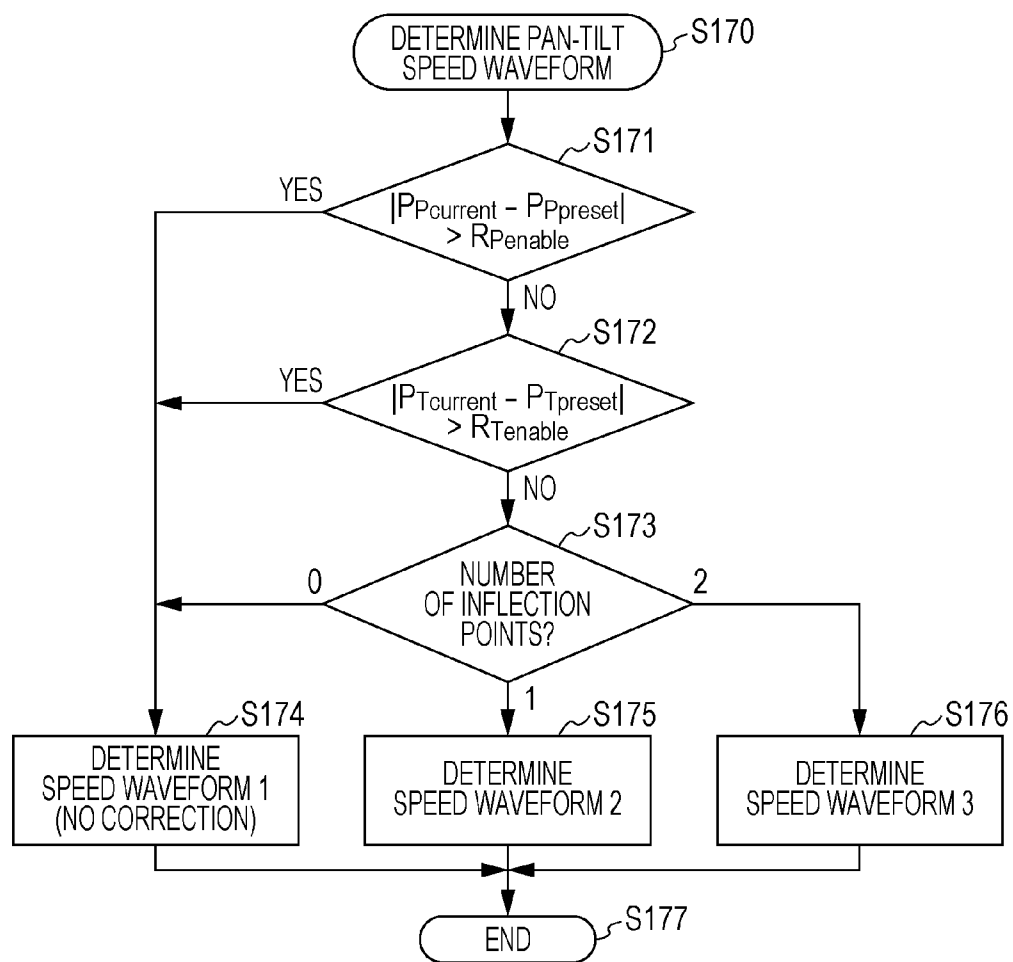 DETERMINE PAN-TILT
SPEED WAVEFORM
S170
S171
YES
|PPcurrent – PPpreset|
> RPenable
NO
S172
YES
|PTcurrent – PTpreset|
> RTenable
NO
S173
0
NUMBER
OF INFLECTION
POINTS?
2
1
S174
DETERMINE
SPEED WAVEFORM 1
(NO CORRECTION)
S175
DETERMINE
SPEED WAVEFORM 2
S176
DETERMINE
SPEED WAVEFORM 3
S177
END